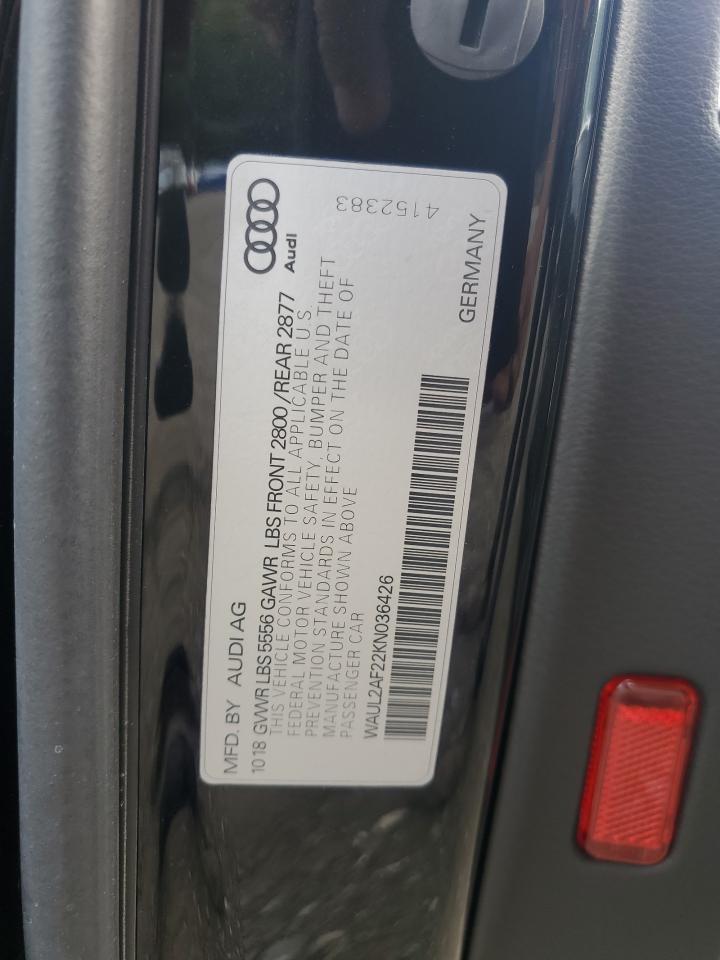 MFD. BY AUDI AG
10 18 GVWR LBS 5556 GAWR LBS FRONT 2800 /REAR 2877
THIS VEHICLE CONFORMS TO ALL APPLICABLE U.S.
FEDERAL MOTOR VEHICLE SAFETY, BUMPER AND THEFT
PREVENTION STANDARDS IN EFFECT ON THE DATE OF
MANUFACTURE SHOWN ABOVE
PASSENGER CAR
WAUL2AF22KN036426
Audi
4152383
GERMANY